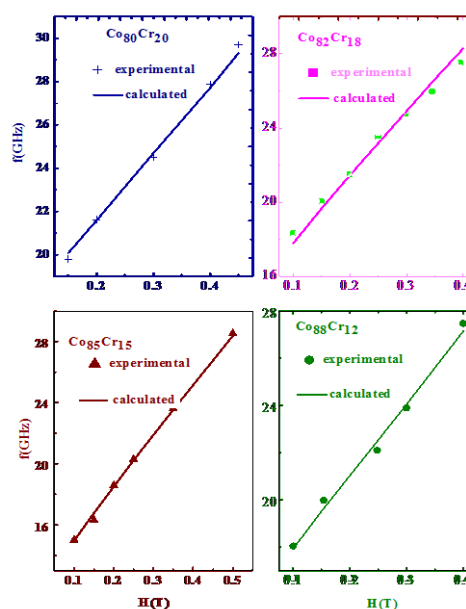 Co80Cr20
experimental
calculated
f(GHz)
30
28
26
24
22
20
0.2
0.3
0.4
Co82Cr18
experimental
calculated
28
24
20
16
0.1
0.2
0.3
0.4
Co85Cr15
experimental
calculated
f(GHz)
28
24
20
16
0.1
0.2
0.3
0.4
0.5
H(T)
Co88Cr12
experimental
calculated
28
24
20
0.1
0.2
0.3
0.4
H(T)